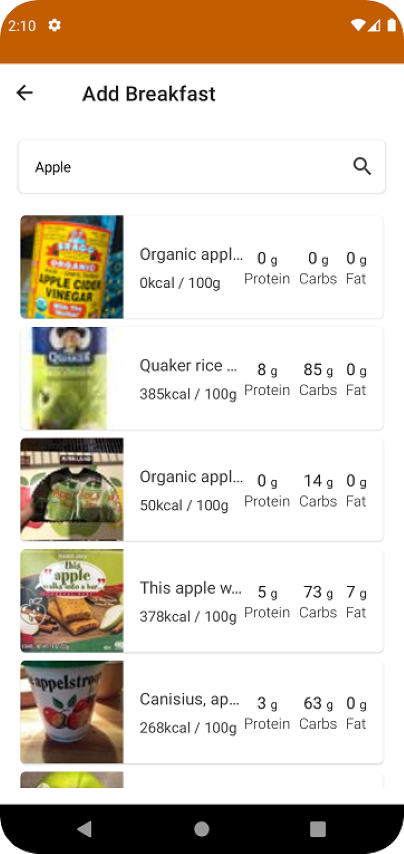 2:10
Add Breakfast
Apple
BRAGG
ORGANIC
APPLE CIDER
VINEGAR
With The 'Mother'
Organic appl...
0kcal / 100g
0 g 0 g 0 g
Protein Carbs Fat
QUAKER
Quaker rice ...
385kcal / 100g
8 g 85 g 0 g
Protein Carbs Fat
KIRKLAND
Organic appl...
50kcal / 100g
0 g 14 g 0 g
Protein Carbs Fat
this
apple
walks into a bar...
This apple w...
378kcal / 100g
5 g 73 g 7 g
Protein Carbs Fat
appelstroop
Canisius, ap...
268kcal / 100g
3 g 63 g 0 g
Protein Carbs Fat